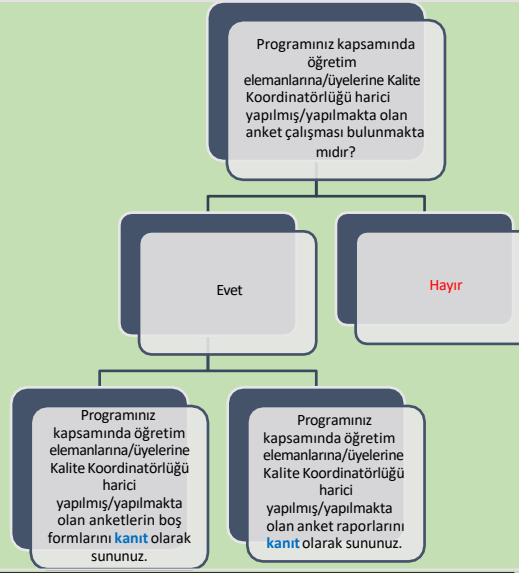 Programınız kapsamında
öğretim
elemanlarına/üyelerine Kalite
Koordinatörlüğü harici
yapılmış/yapılmakta olan
anket çalışması bulunmakta
mıdır?
Evet
Hayır
Programınız
kapsamında öğretim
elemanlarına/üyelerine
Kalite Koordinatörlüğü
harici
yapılmış/yapılmakta
olan anketlerin boş
formlarını kanıt olarak
sununuz.
Programınız
kapsamında öğretim
elemanlarına/üyelerine
Kalite Koordinatörlüğü
harici
yapılmış/yapılmakta
olan anket raporlarını
kanıt olarak sununuz.